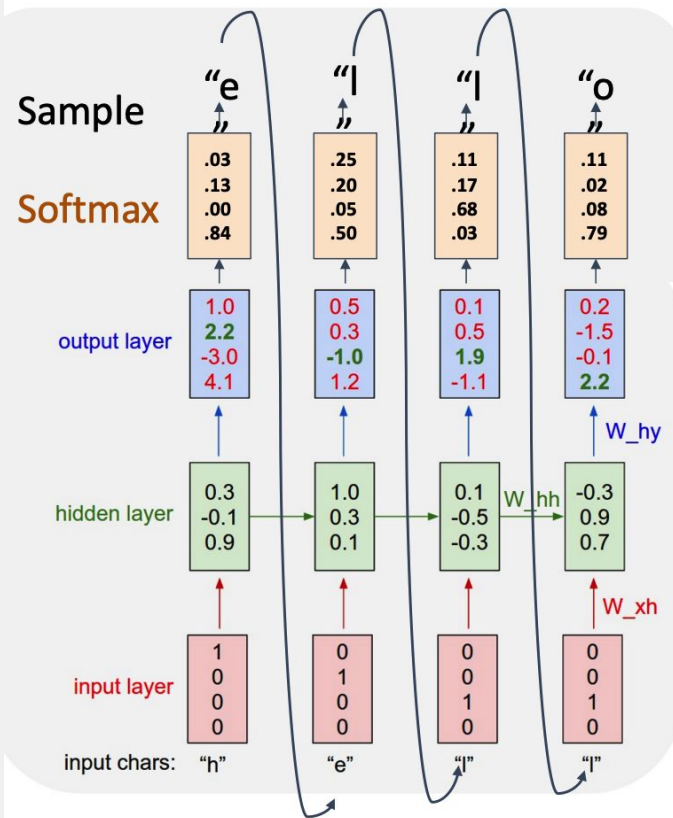 “e ” “l ” “l ” “o ”
Sample
.03 .25 .11 .11
.13 .20 .17 .02
.00 .05 .68 .08
.84 .50 .03 .79
Softmax
1.0 0.5 0.1 0.2
2.2 0.3 0.5 -1.5
-3.0 -1.0 1.9 -0.1
4.1 1.2 -1.1 2.2
output layer
W_hy
0.3 1.0 0.1 -0.3
-0.1 0.3 -0.5 0.9
0.9 0.1 -0.3 0.7
hidden layer
W_hh
W_xh
1 0 0 0
0 1 0 0
0 0 1 1
0 0 0 0
input layer
input chars: “h” “e” “l” “l”